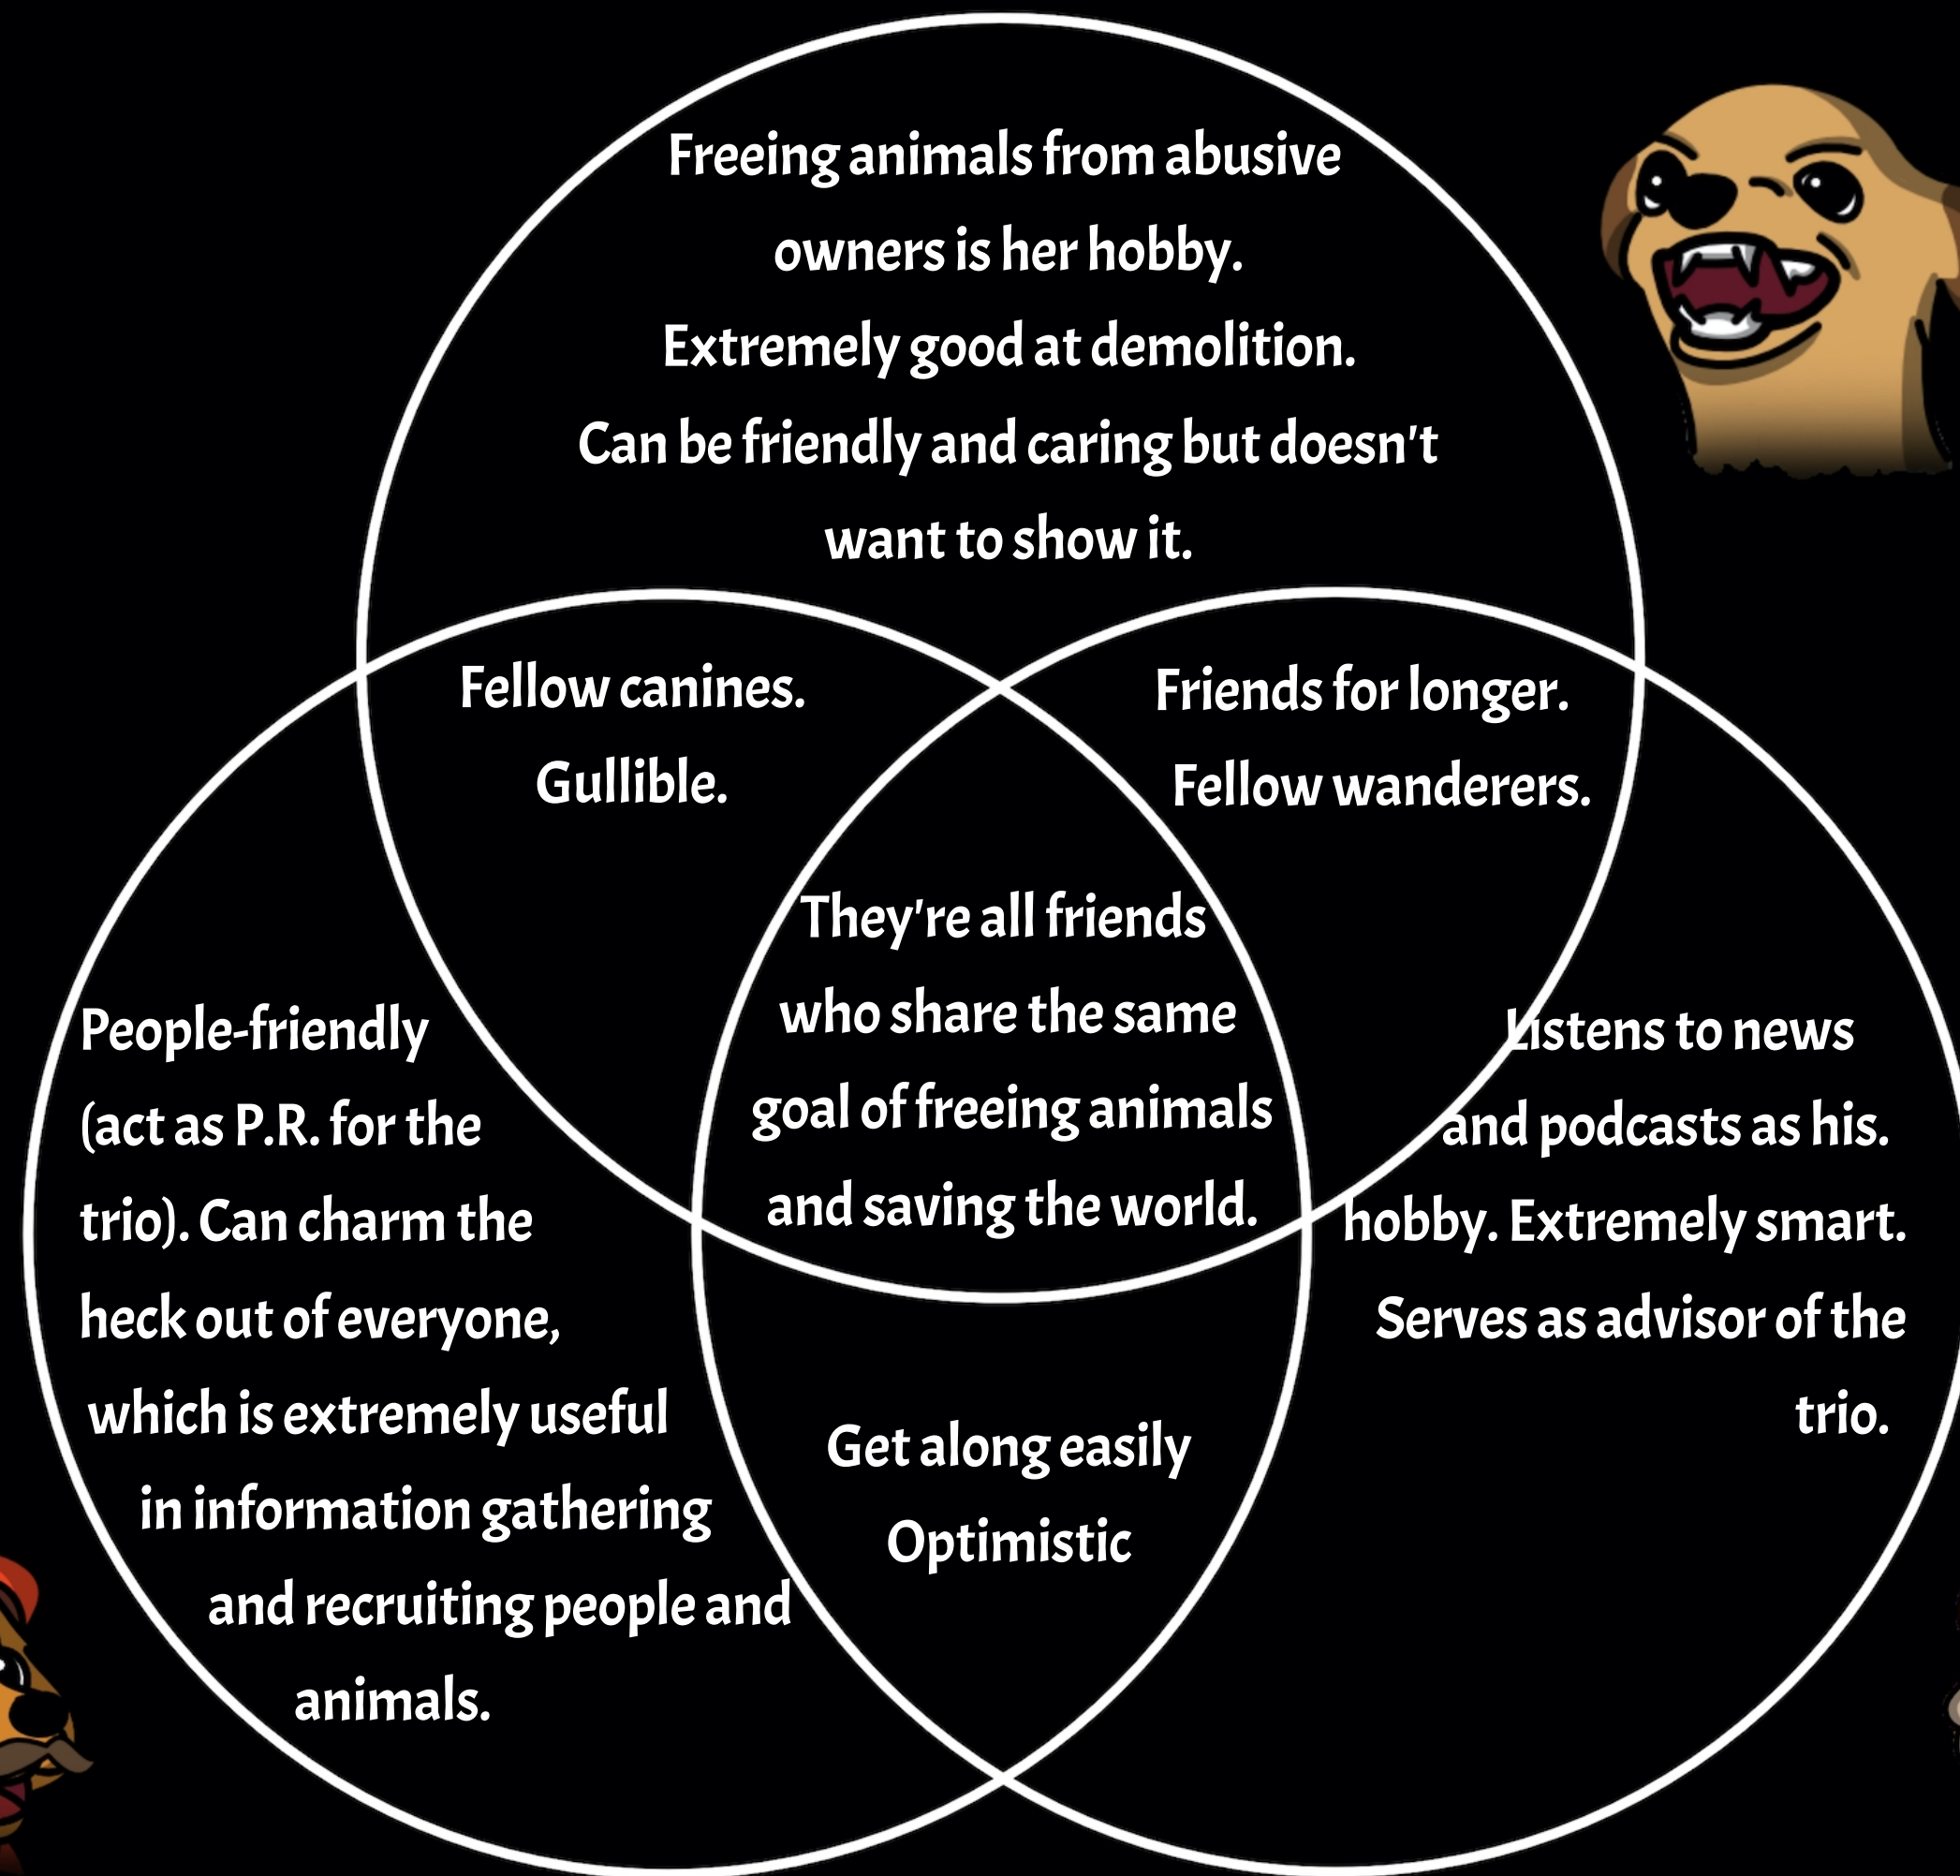 Freeing animals from abusive
owners is her hobby.
Extremely good at demolition.
Can be friendly and caring but doesn't
want to show it.
Fellow canines.
Gullible.
Friends for longer.
Fellow wanderers.
They're all friends
who share the same
goal of freeing animals
and saving the world.
People-friendly
(act as P.R. for the
trio). Can charm the
heck out of everyone,
which is extremely useful
in information gathering
and recruiting people and
animals.
Listens to news
and podcasts as his.
hobby. Extremely smart.
Serves as advisor of the
trio.
Get along easily
Optimistic